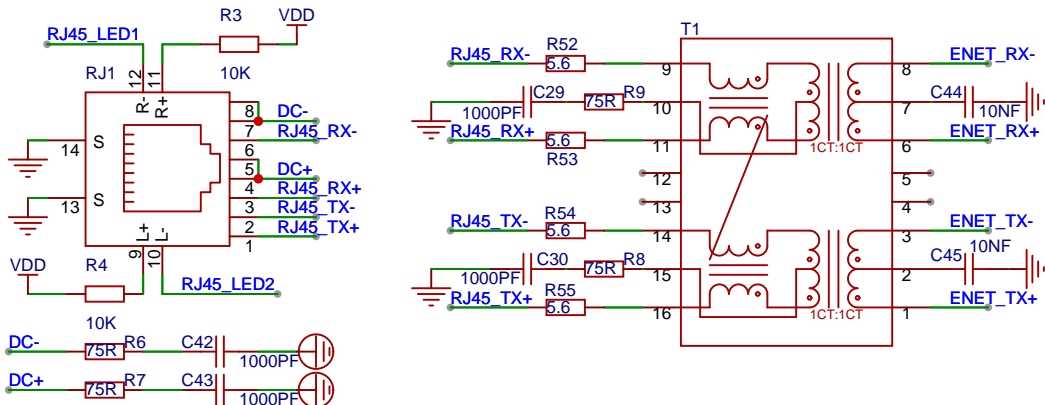 R3
VDD
RJ45_LED1
10K
RJ1
12
11
R-
R+
8
DC-
7
RJ45_RX-
6
5
DC+
4
RJ45_RX+
3
RJ45_TX-
2
RJ45_TX+
1
14
S
13
S
L+
L-
9
10
VDD
R4
RJ45_LED2
10K
DC-
75R
R6
C42
1000PF
DC+
75R
R7
C43
1000PF
T1
RJ45_RX-
R52
5.6
9
C29
75R
R9
10
1000PF
RJ45_RX+
5.6
11
R53
12
13
RJ45_TX-
R54
5.6
14
C30
75R
R8
15
1000PF
RJ45_TX+
R55
5.6
16
1CT:1CT
1CT:1CT
8
ENET_RX-
7
C44
10NF
6
ENET_RX+
5
4
3
ENET_TX-
2
C45
10NF
1
ENET_TX+